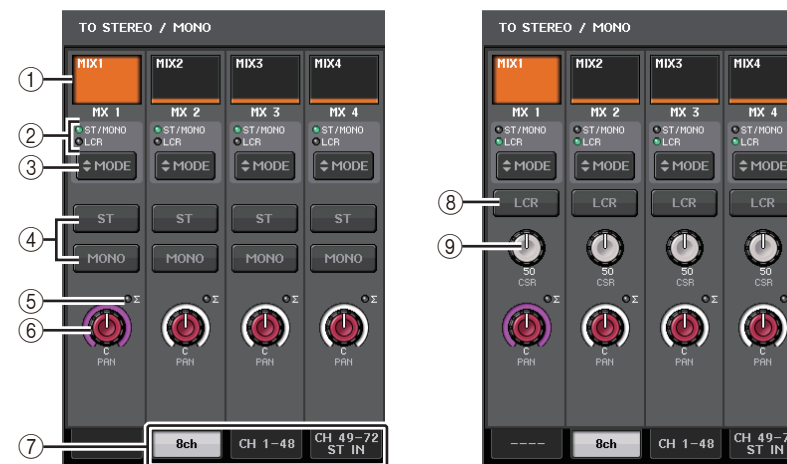 TO STEREO / MONO
MIX1 MIX2 MIX3 MIX4
MX 1 MX 2 MX 3 MX 4
ST/MONO ST/MONO ST/MONO ST/MONO
LCR LCR LCR LCR
MODE MODE MODE MODE
ST ST ST ST
MONO MONO MONO MONO
Σ Σ Σ Σ
C C C C
PAN PAN PAN PAN
8ch CH 1-48 CH 49-72
ST IN
①
②
③
④
⑤
⑥
⑦
TO STEREO / MONO
MIX1 MIX2 MIX3 MIX4
MX 1 MX 2 MX 3 MX 4
ST/MONO ST/MONO ST/MONO ST/MONO
LCR LCR LCR LCR
MODE MODE MODE MODE
LCR LCR LCR LCR
50 50 50 50
CSR CSR CSR CSR
Σ Σ Σ
C C C C
PAN PAN PAN PAN
---- 8ch CH 1-48 CH 49-7
ST IN
⑧
⑨